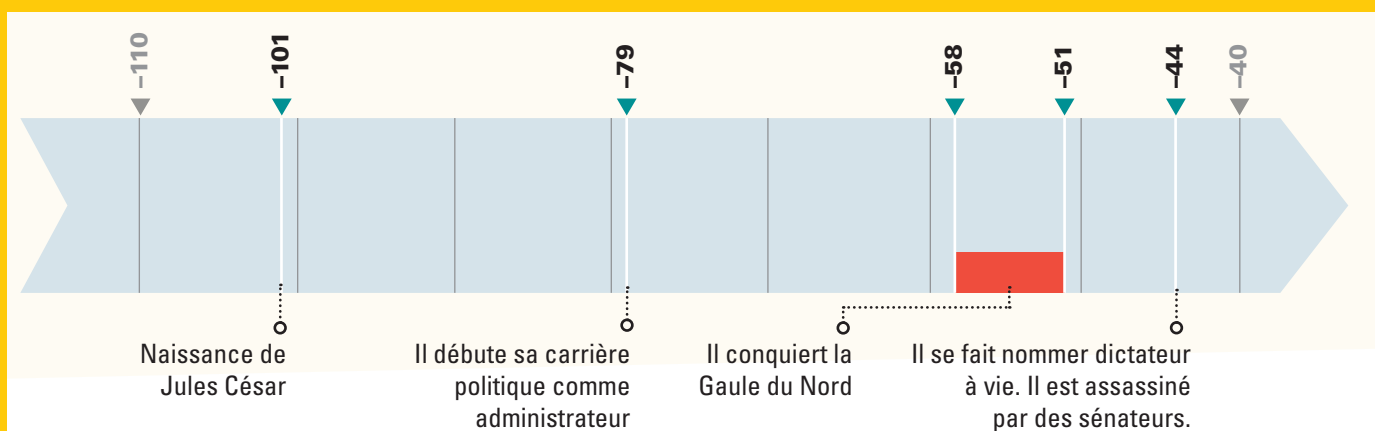 –110
–101
–79
–58
–51
–44
–40
Naissance de
Jules César
Il débute sa carrière
politique comme
administrateur
Il conquiert la
Gaule du Nord
Il se fait nommer dictateur
à vie. Il est assassiné
par des sénateurs.